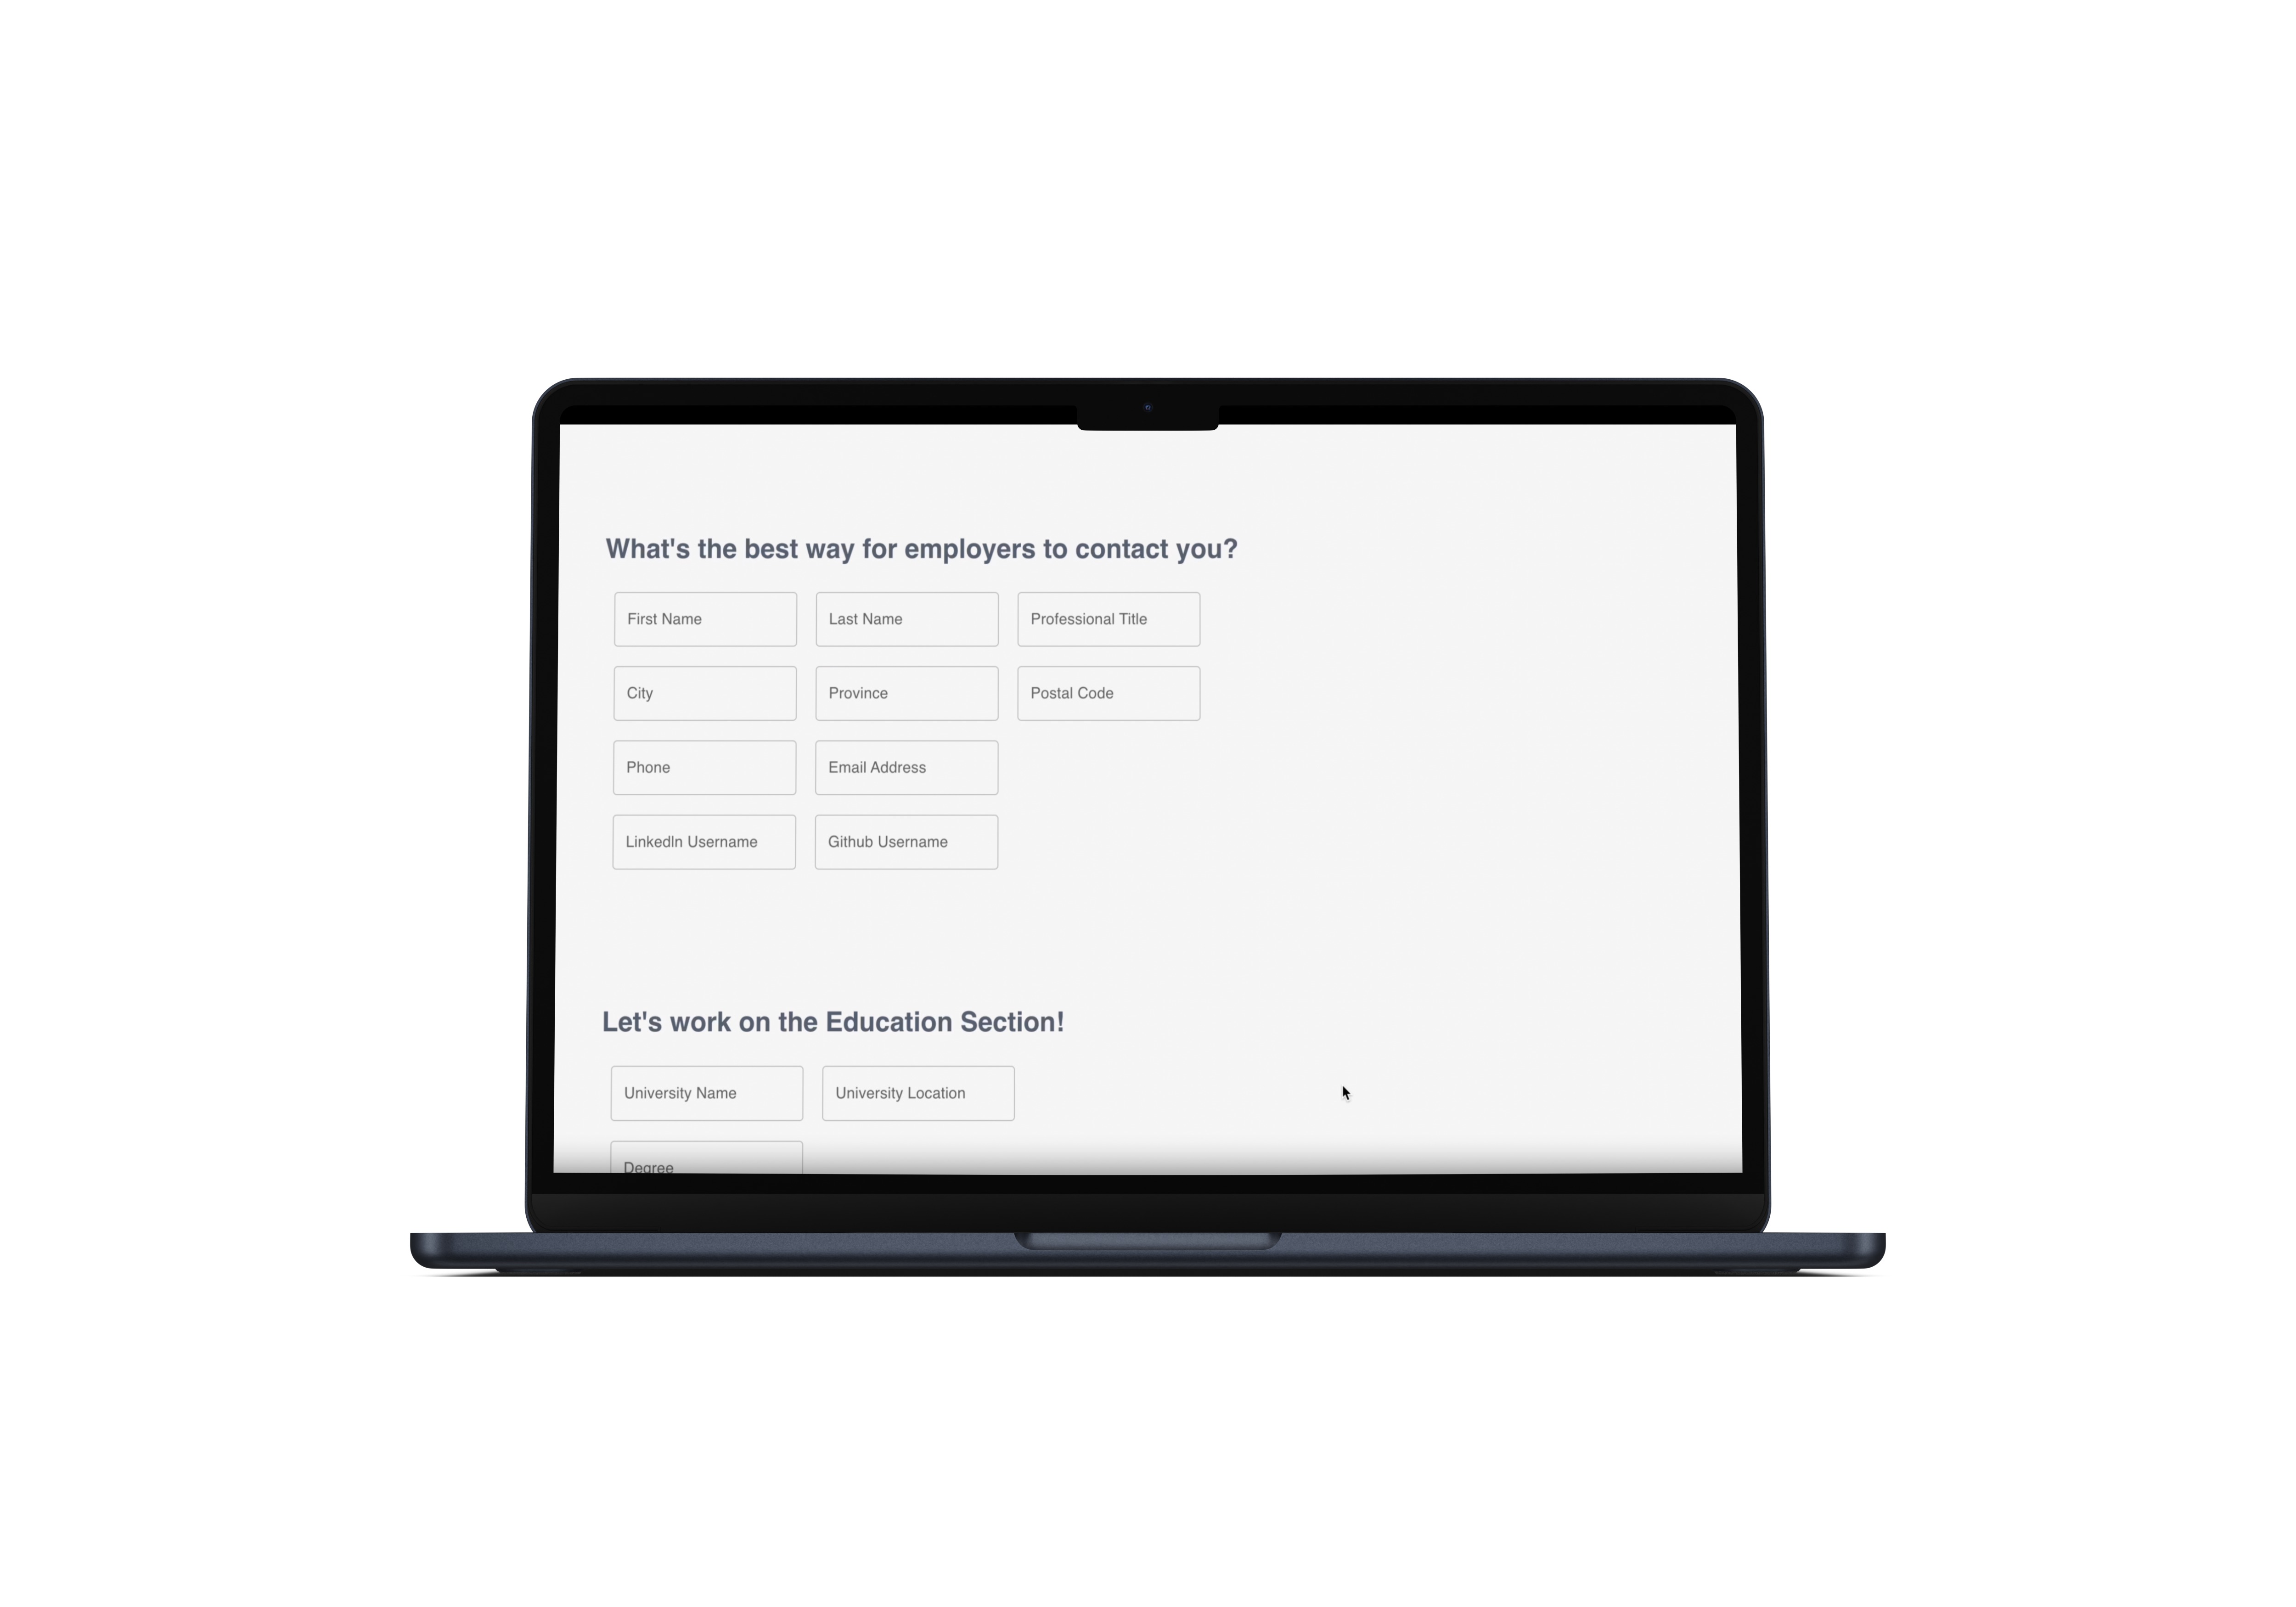 What's the best way for employers to contact you?
First Name Last Name Professional Title
City Province Postal Code
Phone Email Address
LinkedIn Username Github Username
Let's work on the Education Section!
University Name University Location
Degree